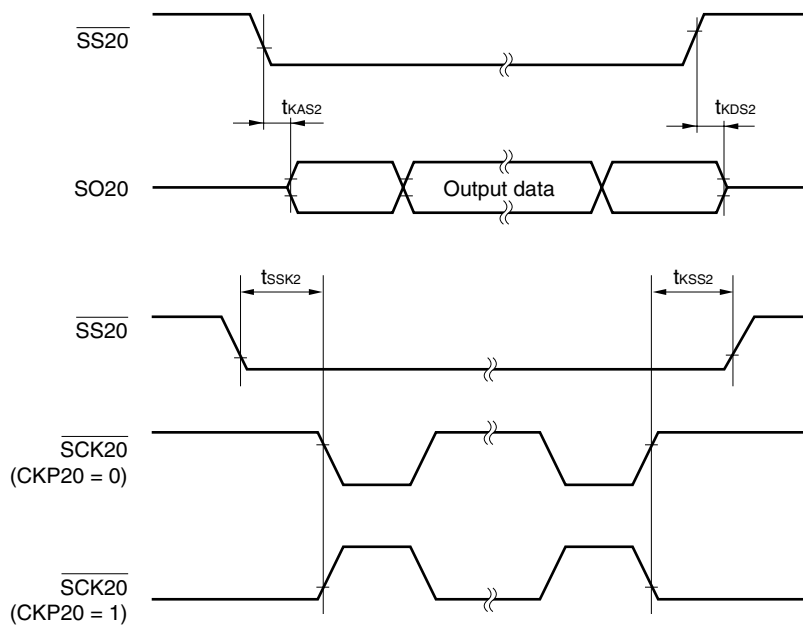 SS20
tKAS2
tKDS2
SO20
Output data
tSSK2
tKSS2
SS20
SCK20
(CKP20 = 0)
SCK20
(CKP20 = 1)